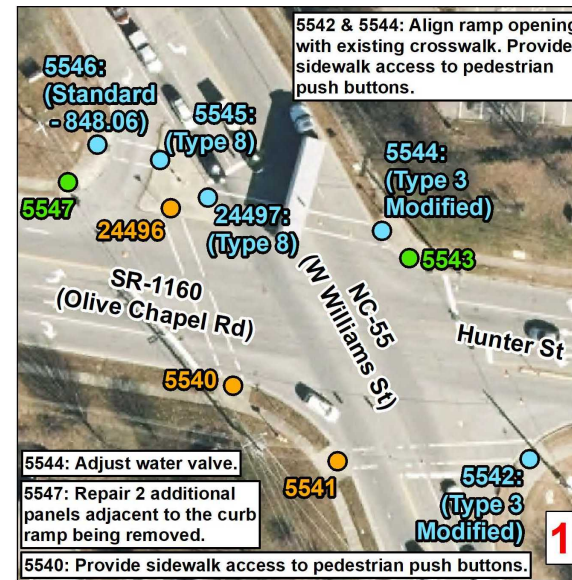 5542 & 5544: Align ramp opening
with existing crosswalk. Provide
sidewalk access to pedestrian
push buttons.
5546:
(Standard
- 848.06)
5545:
(Type 8)
5544:
(Type 3
Modified)
5547
24496
24497:
(Type 8)
5543
SR-1160
(Olive Chapel Rd)
NC-55
(W Williams St)
Hunter St
5540
5541
5542:
(Type 3
Modified)
5544: Adjust water valve.
5547: Repair 2 additional
panels adjacent to the curb
ramp being removed.
5540: Provide sidewalk access to pedestrian push buttons.
1